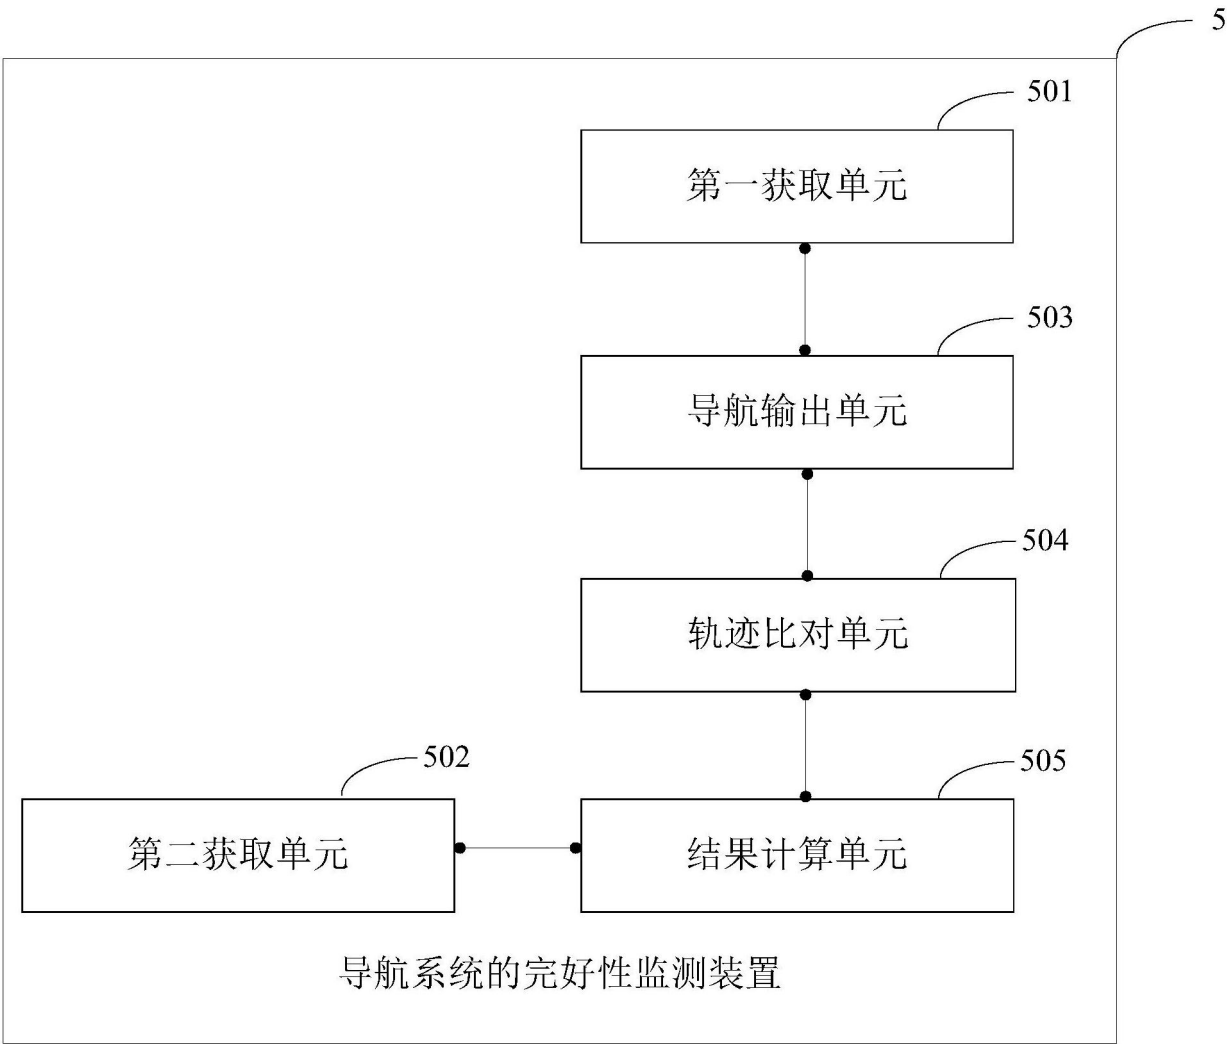 5
501
第一获取单元
503
导航输出单元
504
轨迹比对单元
502
505
第二获取单元
结果计算单元
导航系统的完好性监测装置